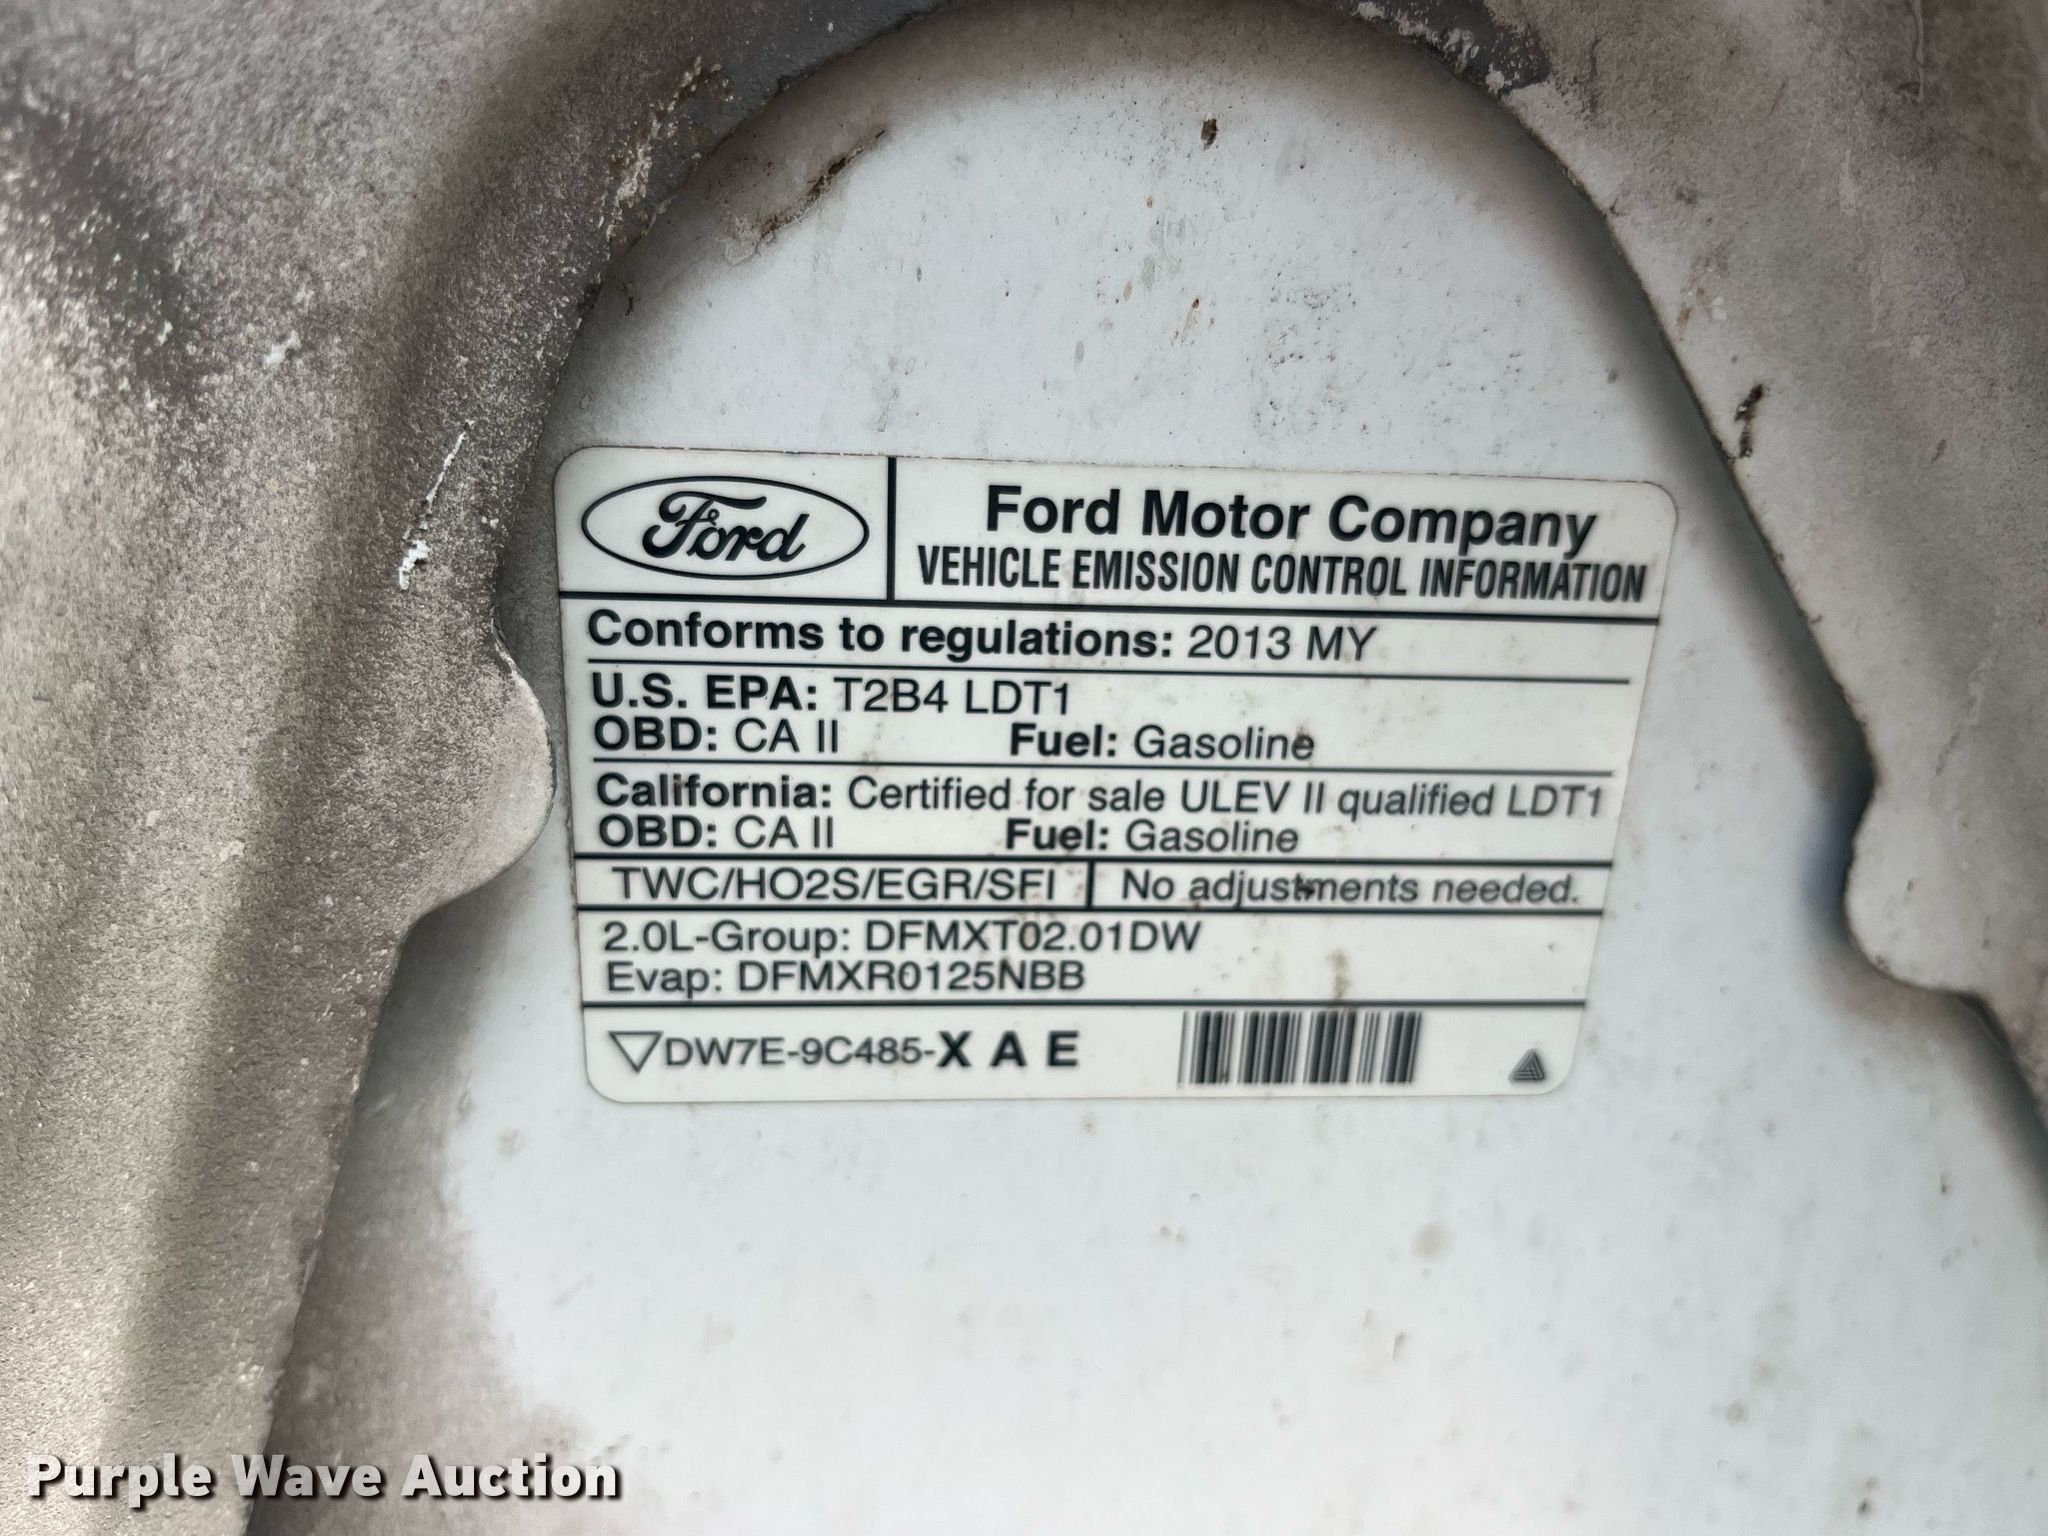 Ford
Ford Motor Company
VEHICLE EMISSION CONTROL INFORMATION
Conforms to regulations: 2013 MY
U.S. EPA: T2B4 LDT1
OBD: CA II Fuel: Gasoline
California: Certified for sale ULEV II qualified LDT1
OBD: CA II Fuel: Gasoline
TWC/HO2S/EGR/SFI No adjustments needed.
2.0L-Group: DFMXT02.01DW
Evap: DFMXR0125NBB
DW7E-9C485-X A E
Purple Wave Auction